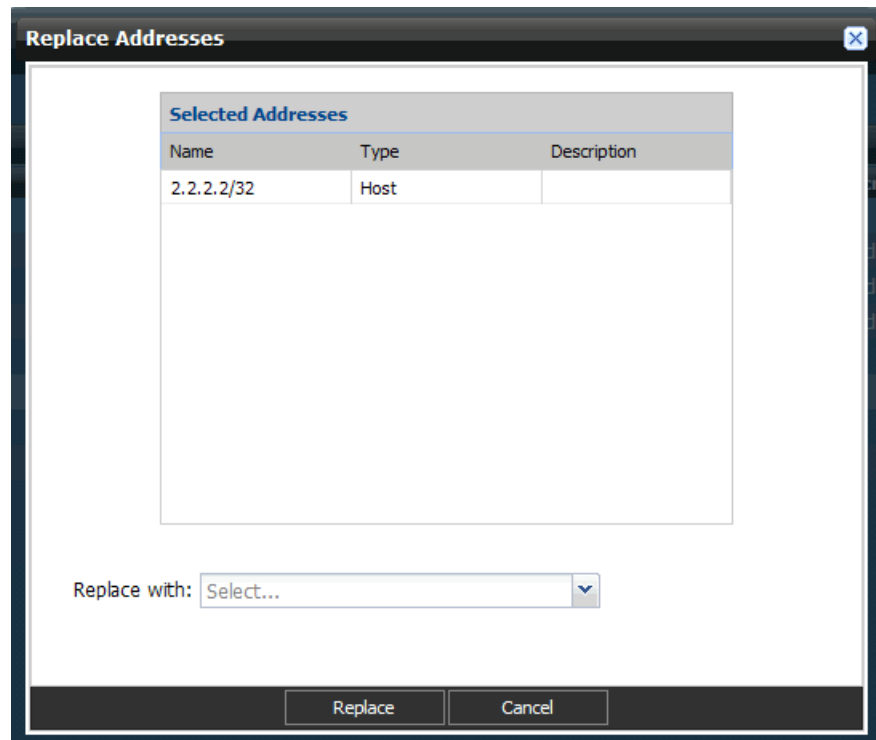 Replace Addresses
Selected Addresses
Name Type Description
2.2.2.2/32 Host
Replace with: Select...
Replace Cancel